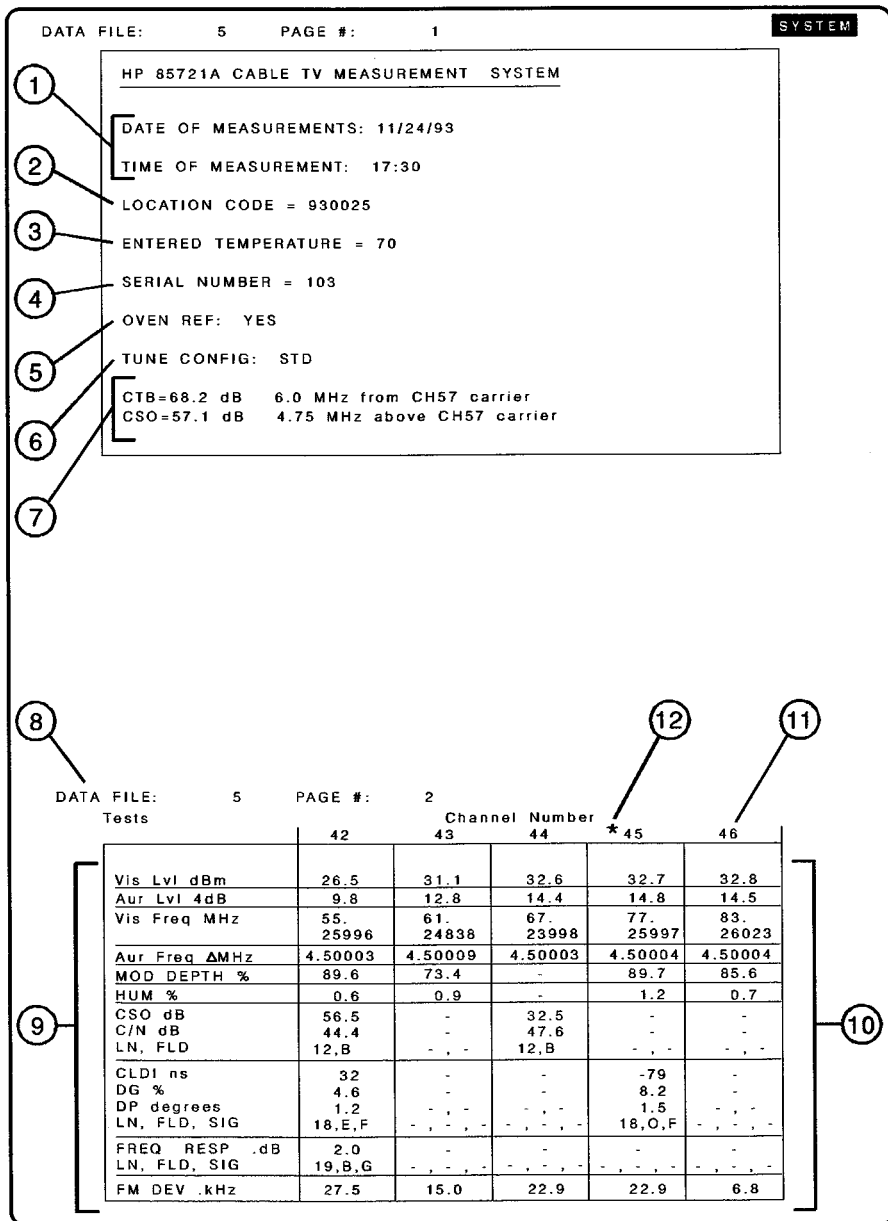 DATA FILE: 5 PAGE #: 1
SYSTEM
HP 85721A CABLE TV MEASUREMENT SYSTEM
1
DATE OF MEASUREMENTS: 11/24/93
TIME OF MEASUREMENT: 17:30
2
LOCATION CODE = 930025
3
ENTERED TEMPERATURE = 70
4
SERIAL NUMBER = 103
5
OVEN REF: YES
6
TUNE CONFIG: STD
7
CTB=68.2 dB 6.0 MHz from CH57 carrier
CSO=57.1 dB 4.75 MHz above CH57 carrier
8 12 11
DATA FILE: 5 PAGE #: 2
Tests Channel Number
42 43 44 * 45 46
Vis Lvl dBm 26.5 31.1 32.6 32.7 32.8
Aur Lvl 4dB 9.8 12.8 14.4 14.8 14.5
Vis Freq MHz 55. 61. 67. 77. 83.
25996 24838 23998 25997 26023
Aur Freq ΔMHz 4.50003 4.50009 4.50003 4.50004 4.50004
MOD DEPTH % 89.6 73.4 - 89.7 85.6
HUM % 0.6 0.9 - 1.2 0.7
9 10
CSO dB 56.5 - 32.5 - -
C/N dB 44.4 - 47.6 - -
LN, FLD 12,B - , - 12,B - , - - , -
CLDI ns 32 - - -79 -
DG % 4.6 - - 8.2 -
DP degrees 1.2 - , - - , - 1.5 - , -
LN, FLD, SIG 18,E,F - , - , - - , - , - 18,O,F - , - , -
FREQ RESP .dB 2.0 - - - -
LN, FLD, SIG 19,B,G - , - , - - , - , - - , - , - - , - , -
FM DEV .kHz 27.5 15.0 22.9 22.9 6.8